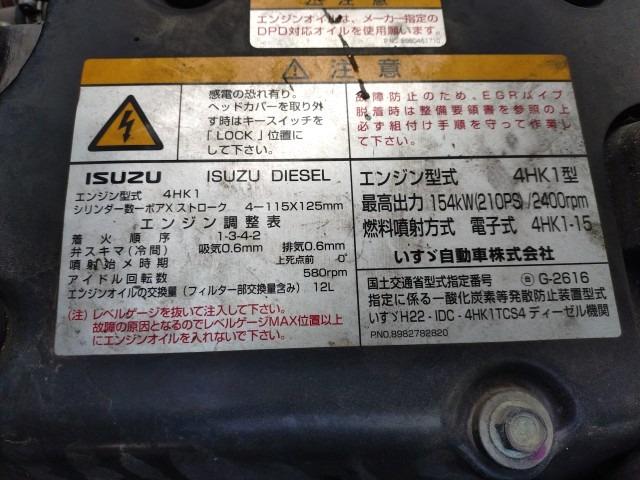 注意
エンジンオイルは、メーカー指定の
DPD対応オイルを使用願います。
P.NO.8980461710
注意
感電の恐れ有り。
ヘッドカバーを取り外
す時はキースイッチを
「LOCK」位置に
して下さい。
故障防止のため、EGRパイプ
脱着時は整備要領書を参照の上
必ず組付け手順を守って作業し
て下さい。
ISUZU ISUZU DIESEL
エンジン型式 4HK1
シリンダー数ーボアX ストローク 4-115X125mm
エンジン調整表
着火順序 1-3-4-2
弁スキマ(冷間) 吸気0.6mm 排気0.6mm
噴射始メ時期 上死点前 0°
アイドル回転数 580rpm
エンジンオイルの交換量(フィルター部交換量含み) 12L
(注)レベルゲージを抜いて注入して下さい。
故障の原因となるのでレベルゲージMAX位置以上
にエンジンオイルを入れないで下さい。
エンジン型式 4HK1型
最高出力 154kW(210PS)/2400rpm
燃料噴射方式 電子式 4HK1-15
いすゞ自動車株式会社
国土交通省型式指定番号 G-2616
指定に係る一酸化炭素等発散防止装置型式
いすゞH22-IDC-4HK1TCS4 ディーゼル機関
P.NO.8982782820